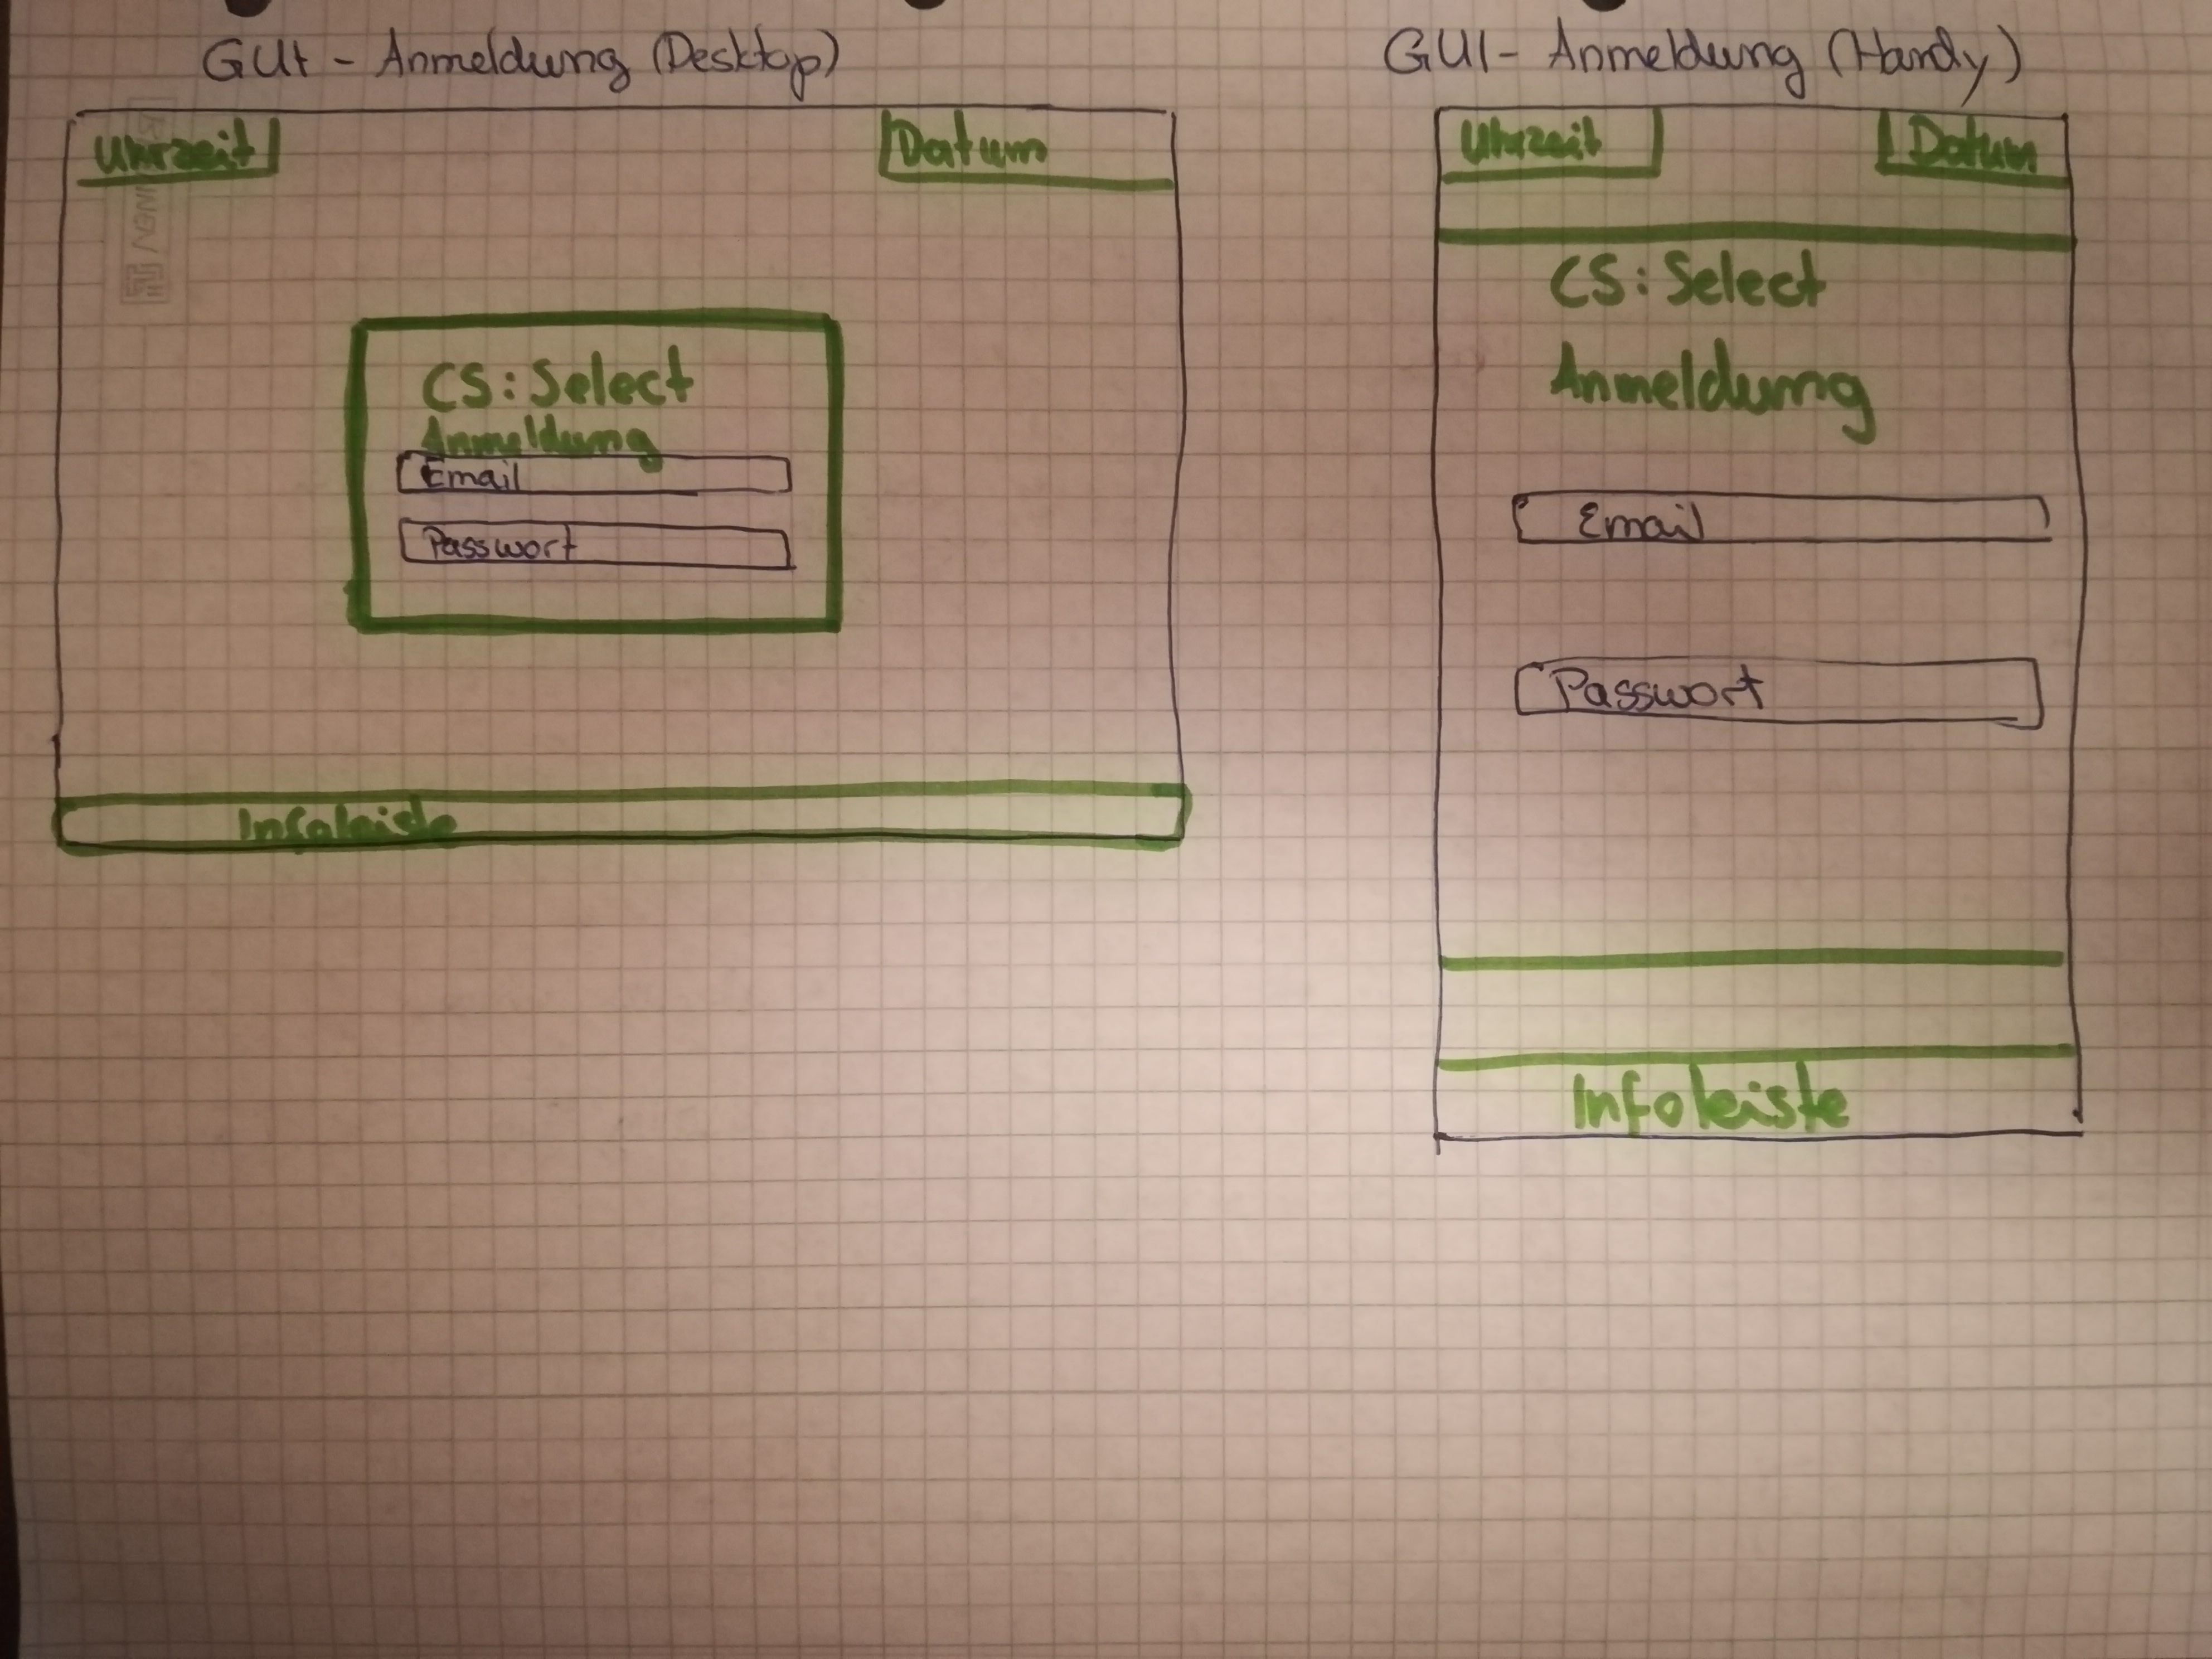 GUI - Anmeldung (Desktop)
Uhrzeit
Datum
CS: Select
Anmeldung
Email
Passwort
Infoleiste
GUI - Anmeldung (Handy)
Uhrzeit
Datum
CS: Select
Anmeldung
Email
Passwort
Infoleiste